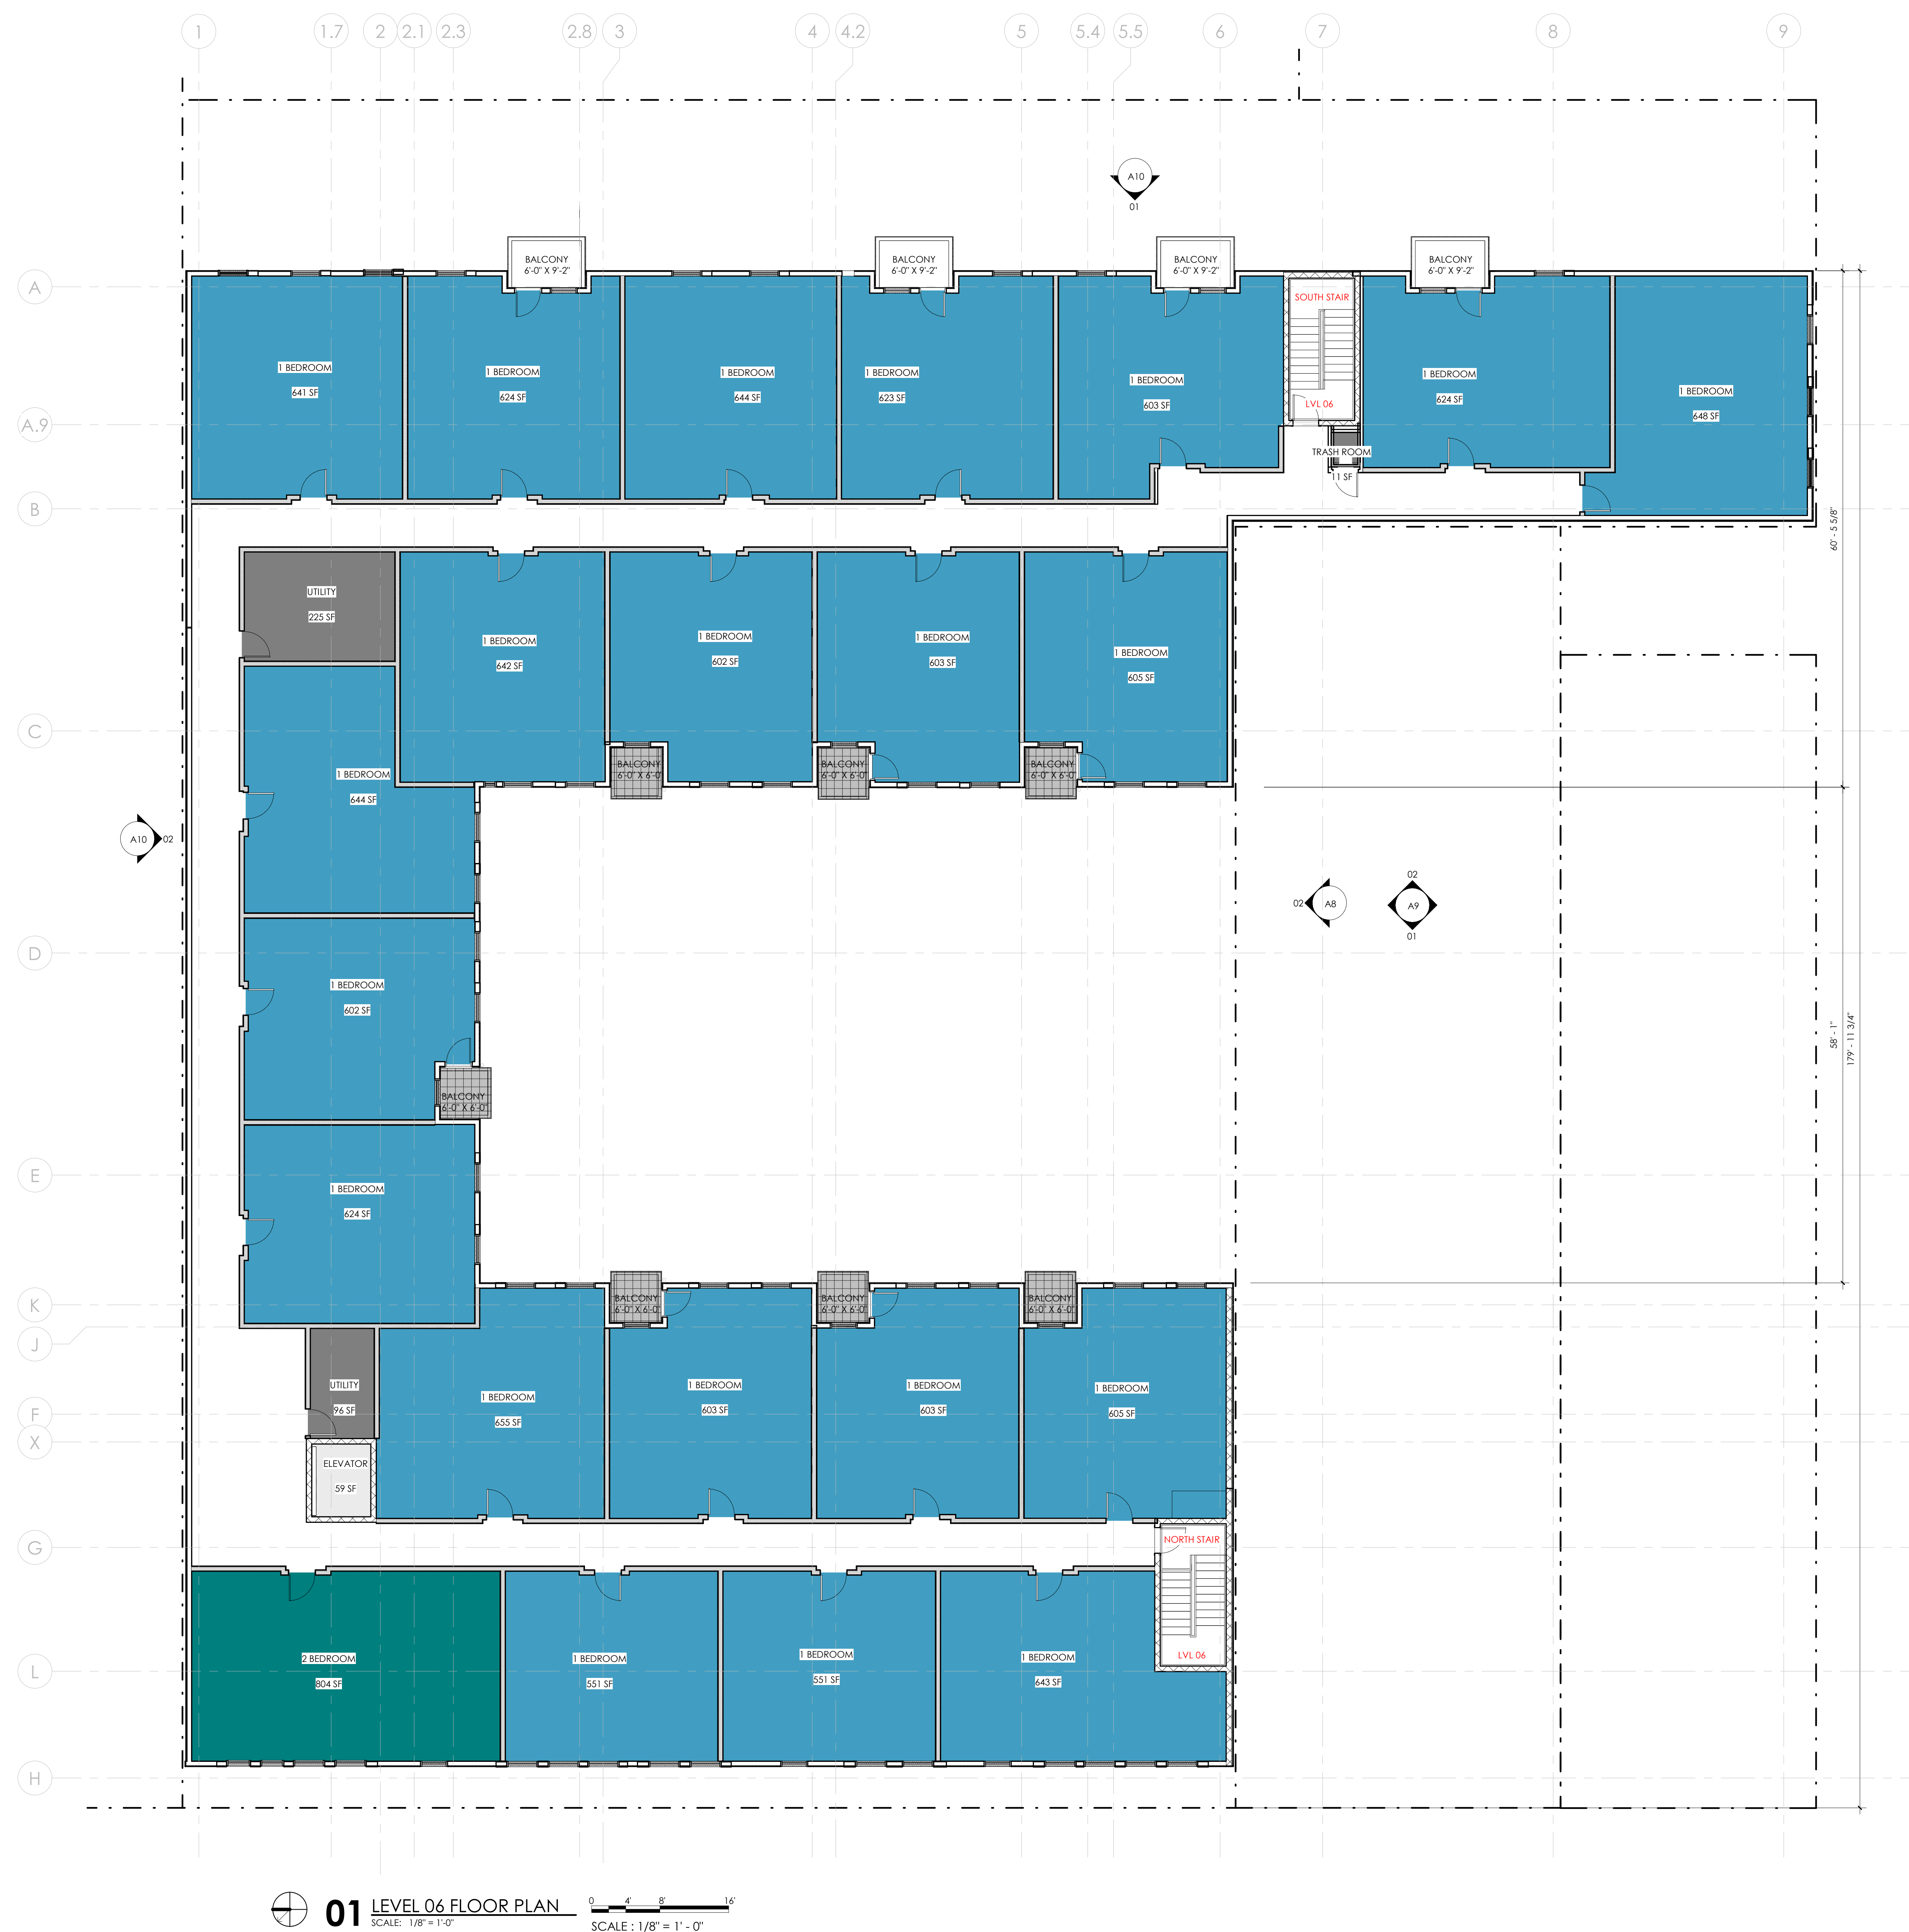 1
1.7
2
2.1
2.3
2.8
3
4
4.2
5
5.4
5.5
6
7
8
9
A10
01
BALCONY
6'-0" X 9'-2"
BALCONY
6'-0" X 9'-2"
BALCONY
6'-0" X 9'-2"
BALCONY
6'-0" X 9'-2"
A
SOUTH STAIR
1 BEDROOM
641 SF
1 BEDROOM
624 SF
1 BEDROOM
644 SF
1 BEDROOM
623 SF
1 BEDROOM
603 SF
LVL 06
1 BEDROOM
624 SF
1 BEDROOM
648 SF
A.9
TRASH ROOM
11 SF
B
60' - 5 5/8"
UTILITY
225 SF
1 BEDROOM
642 SF
1 BEDROOM
602 SF
1 BEDROOM
603 SF
1 BEDROOM
605 SF
C
BALCONY
6'-0" X 6'-0"
BALCONY
6'-0" X 6'-0"
BALCONY
6'-0" X 6'-0"
1 BEDROOM
644 SF
A10
02
02
A8
02
A9
01
D
1 BEDROOM
602 SF
58' - 1"
179' - 11 3/4"
BALCONY
6'-0" X 6'-0"
E
1 BEDROOM
624 SF
K
BALCONY
6'-0" X 6'-0"
BALCONY
6'-0" X 6'-0"
BALCONY
6'-0" X 6'-0"
J
UTILITY
96 SF
1 BEDROOM
655 SF
1 BEDROOM
603 SF
1 BEDROOM
603 SF
1 BEDROOM
605 SF
F
X
ELEVATOR
59 SF
G
NORTH STAIR
2 BEDROOM
804 SF
1 BEDROOM
551 SF
1 BEDROOM
551 SF
1 BEDROOM
643 SF
LVL 06
L
H
01
LEVEL 06 FLOOR PLAN
SCALE: 1/8" = 1'-0"
0 4' 8' 16'
SCALE : 1/8" = 1' - 0"